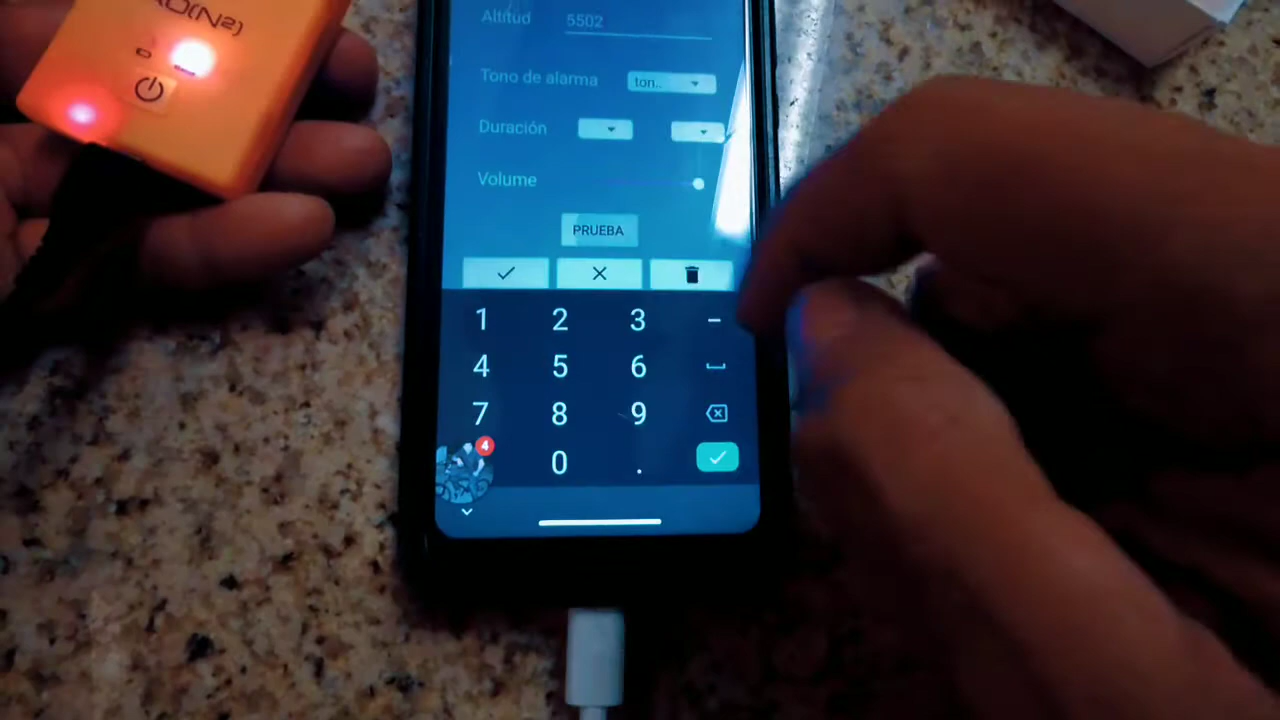 Altitud 5502
Tono de alarma ton..
Duración
Volume
PRUEBA
1 2 3 –
4 5 6
7 8 9
4
0 .